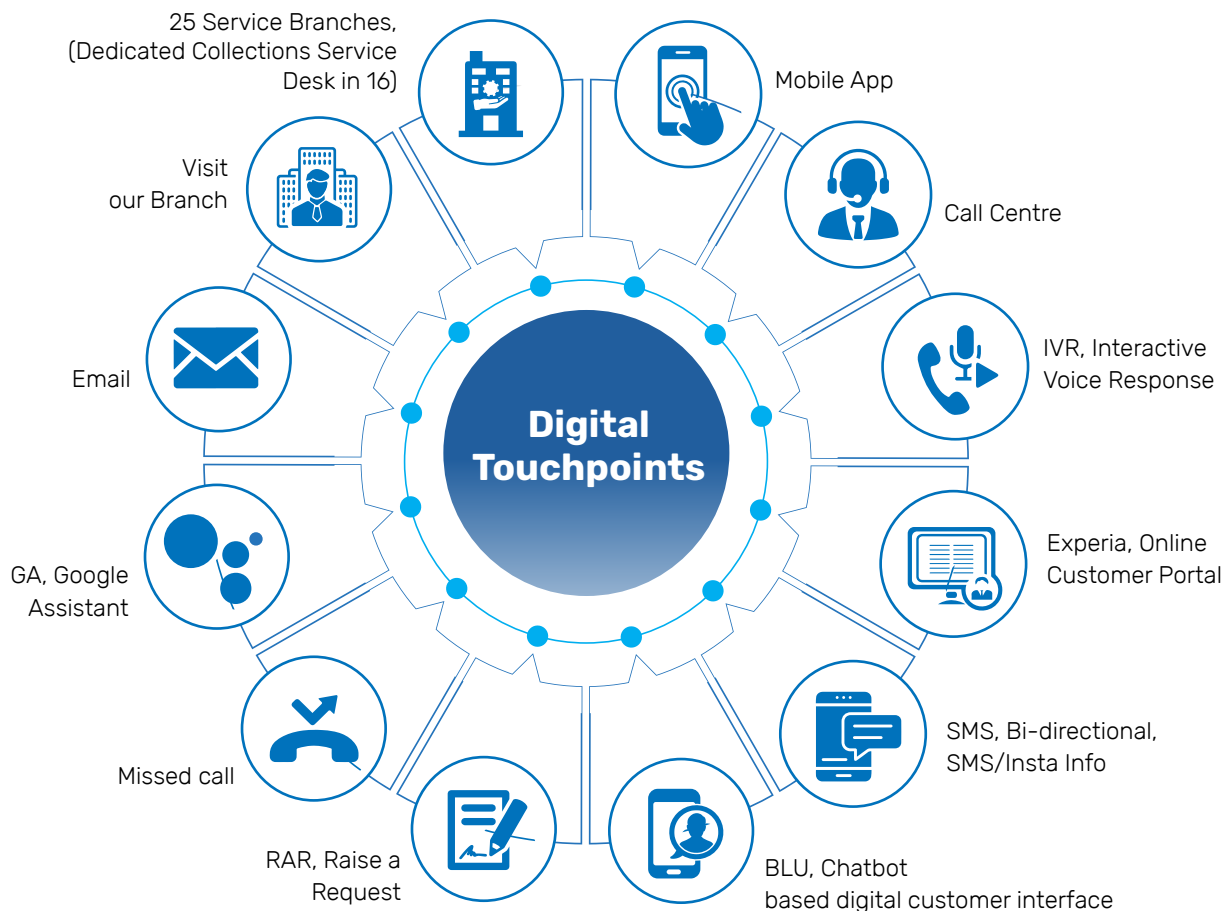 25 Service Branches,
(Dedicated Collections Service
Desk in 16)
Mobile App
Visit
our Branch
Call Centre
Email
IVR, Interactive
Voice Response
Digital
Touchpoints
GA, Google
Assistant
Experia, Online
Customer Portal
Missed call
SMS, Bi-directional,
SMS/Insta Info
RAR, Raise a
Request
BLU, Chatbot
based digital customer interface